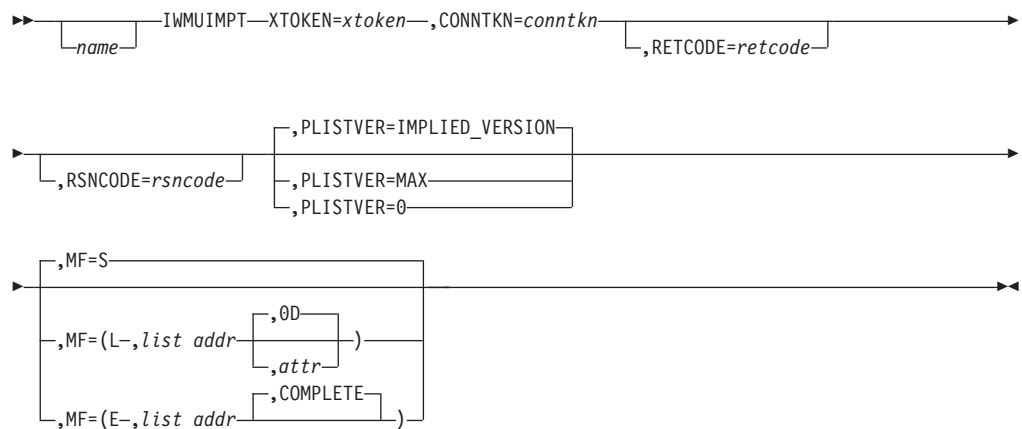 IWMUIMPT XTOKEN=xtoken ,CONNTKN=conntkn
name
,RETCODE=retcode
,PLISTVER=IMPLIED_VERSION
,RSNCODE=rsncode
,PLISTVER=MAX
,PLISTVER=0
,MF=S
,0D
,MF=(L ,list addr )
,attr
,COMPLETE
,MF=(E ,list addr )